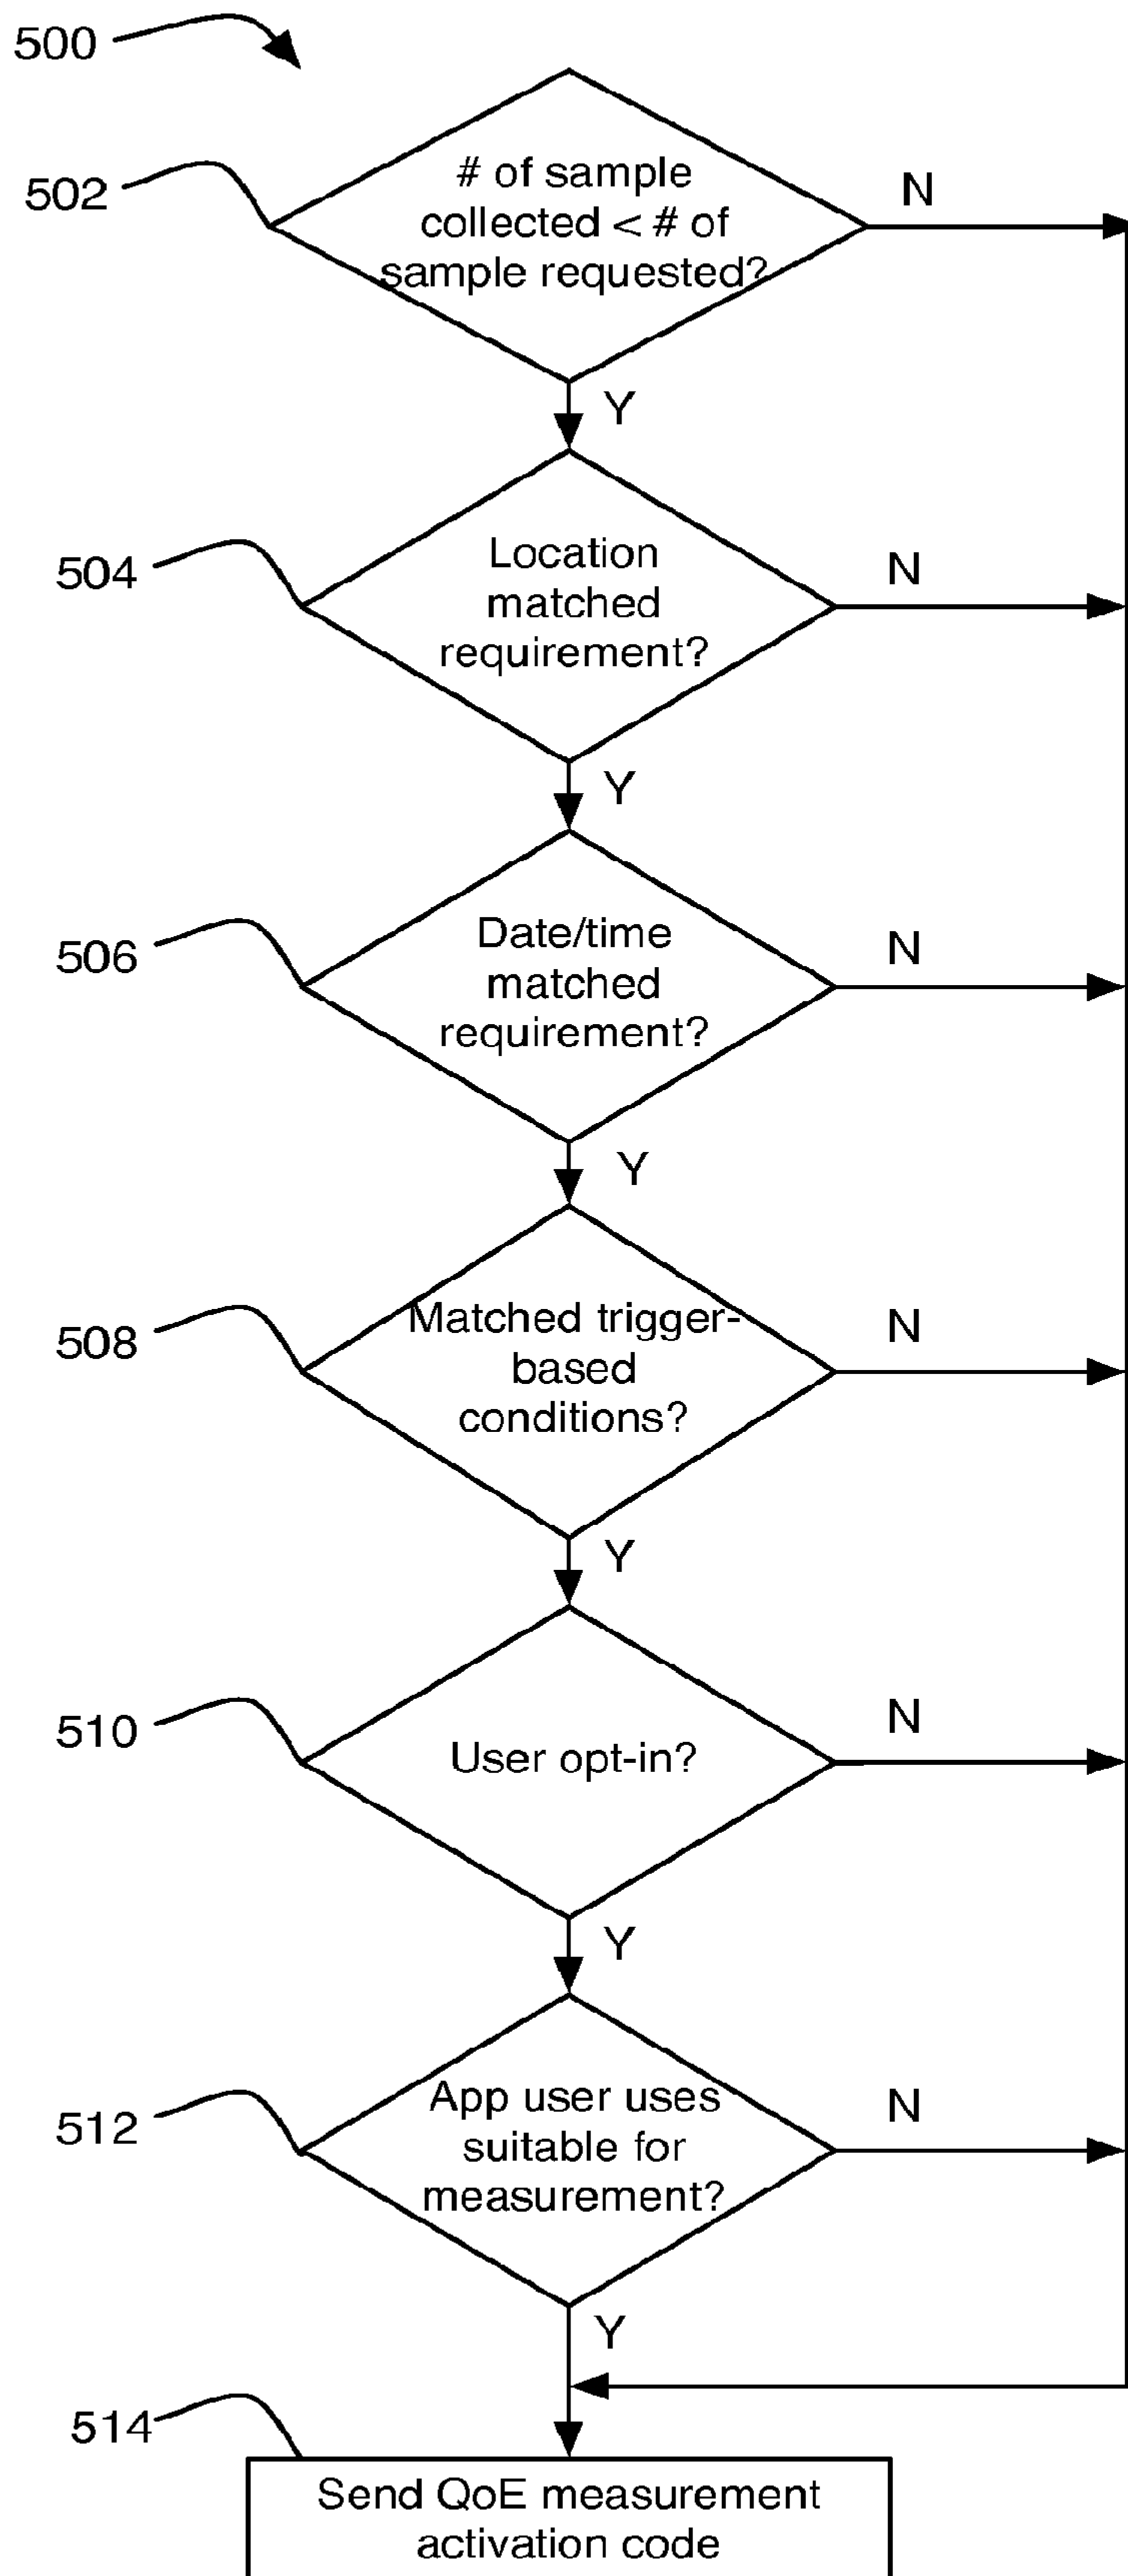 500
502
# of sample
collected < # of
sample requested?
N
Y
504
Location
matched
requirement?
N
Y
506
Date/time
matched
requirement?
N
Y
508
Matched trigger-
based
conditions?
N
Y
510
User opt-in?
N
Y
512
App user uses
suitable for
measurement?
N
Y
514
Send QoE measurement
activation code